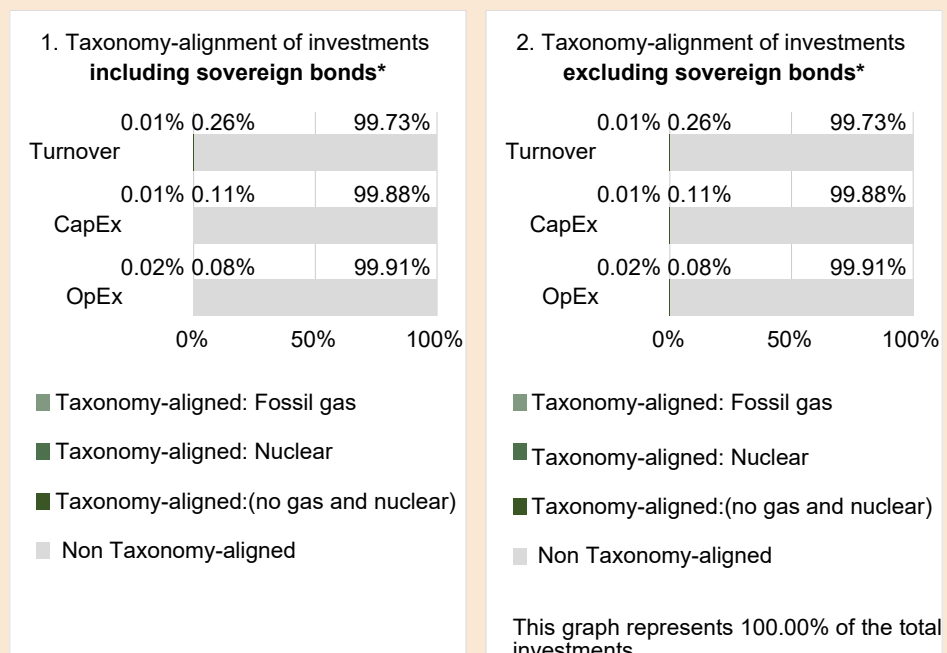 1. Taxonomy-alignment of investments
including sovereign bonds*
0.01% 0.26% 99.73%
Turnover
0.01% 0.11% 99.88%
CapEx
0.02% 0.08% 99.91%
OpEx
0% 50% 100%
Taxonomy-aligned: Fossil gas
Taxonomy-aligned: Nuclear
Taxonomy-aligned:(no gas and nuclear)
Non Taxonomy-aligned
2. Taxonomy-alignment of investments
excluding sovereign bonds*
0.01% 0.26% 99.73%
Turnover
0.01% 0.11% 99.88%
CapEx
0.02% 0.08% 99.91%
OpEx
0% 50% 100%
Taxonomy-aligned: Fossil gas
Taxonomy-aligned: Nuclear
Taxonomy-aligned:(no gas and nuclear)
Non Taxonomy-aligned
This graph represents 100.00% of the total
investments